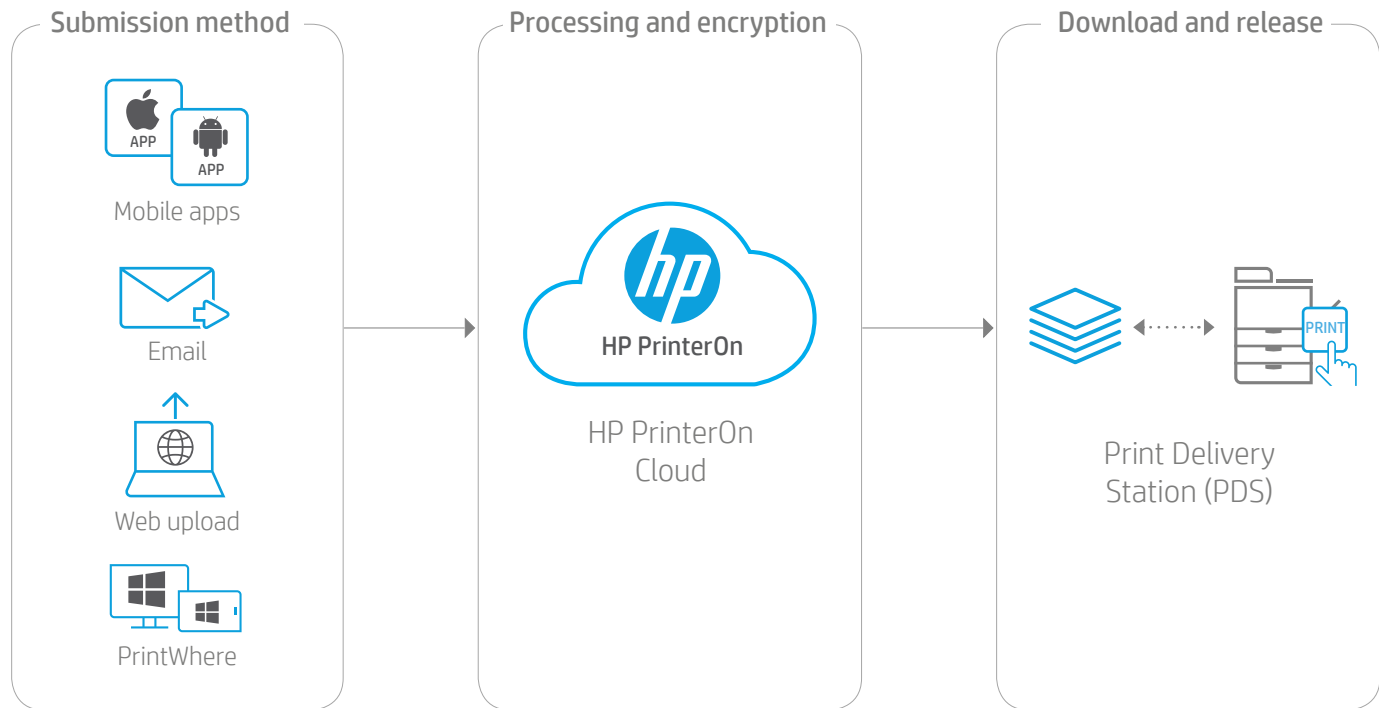 Submission method
APP
APP
Mobile apps
Email
Web upload
PrintWhere
Processing and encryption
hp
HP PrinterOn
HP PrinterOn
Cloud
Download and release
PRINT
Print Delivery
Station (PDS)